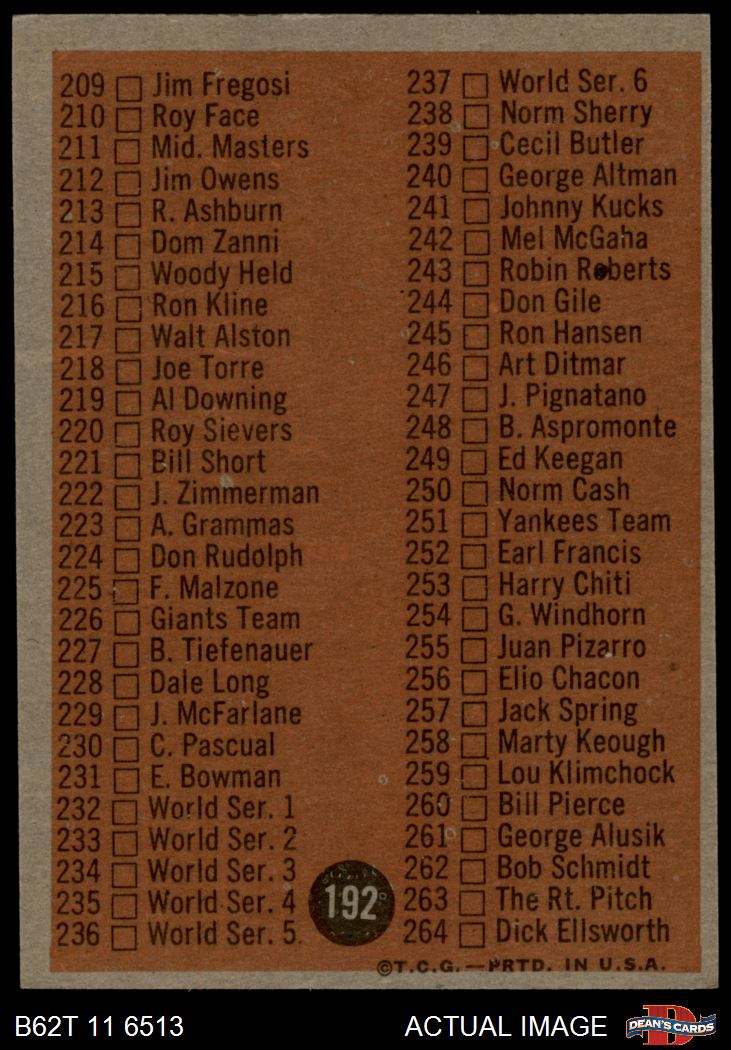 209 Jim Fregosi
210 Roy Face
211 Mid. Masters
212 Jim Owens
213 R. Ashburn
214 Dom Zanni
215 Woody Held
216 Ron Kline
217 Walt Alston
218 Joe Torre
219 Al Downing
220 Roy Sievers
221 Bill Short
222 J. Zimmerman
223 A. Grammas
224 Don Rudolph
225 F. Malzone
226 Giants Team
227 B. Tiefenauer
228 Dale Long
229 J. McFarlane
230 C. Pascual
231 E. Bowman
232 World Ser. 1
233 World Ser. 2
234 World Ser. 3
235 World Ser. 4
236 World Ser. 5
192
237 World Ser. 6
238 Norm Sherry
239 Cecil Butler
240 George Altman
241 Johnny Kucks
242 Mel McGaha
243 Robin Roberts
244 Don Gile
245 Ron Hansen
246 Art Ditmar
247 J. Pignatano
248 B. Aspromonte
249 Ed Keegan
250 Norm Cash
251 Yankees Team
252 Earl Francis
253 Harry Chiti
254 G. Windhorn
255 Juan Pizarro
256 Elio Chacon
257 Jack Spring
258 Marty Keough
259 Lou Klimchock
260 Bill Pierce
261 George Alusik
262 Bob Schmidt
263 The Rt. Pitch
264 Dick Ellsworth
©T.C.G.—PRTD. IN U.S.A.
B62T 11 6513
ACTUAL IMAGE
D
DEAN'S CARDS